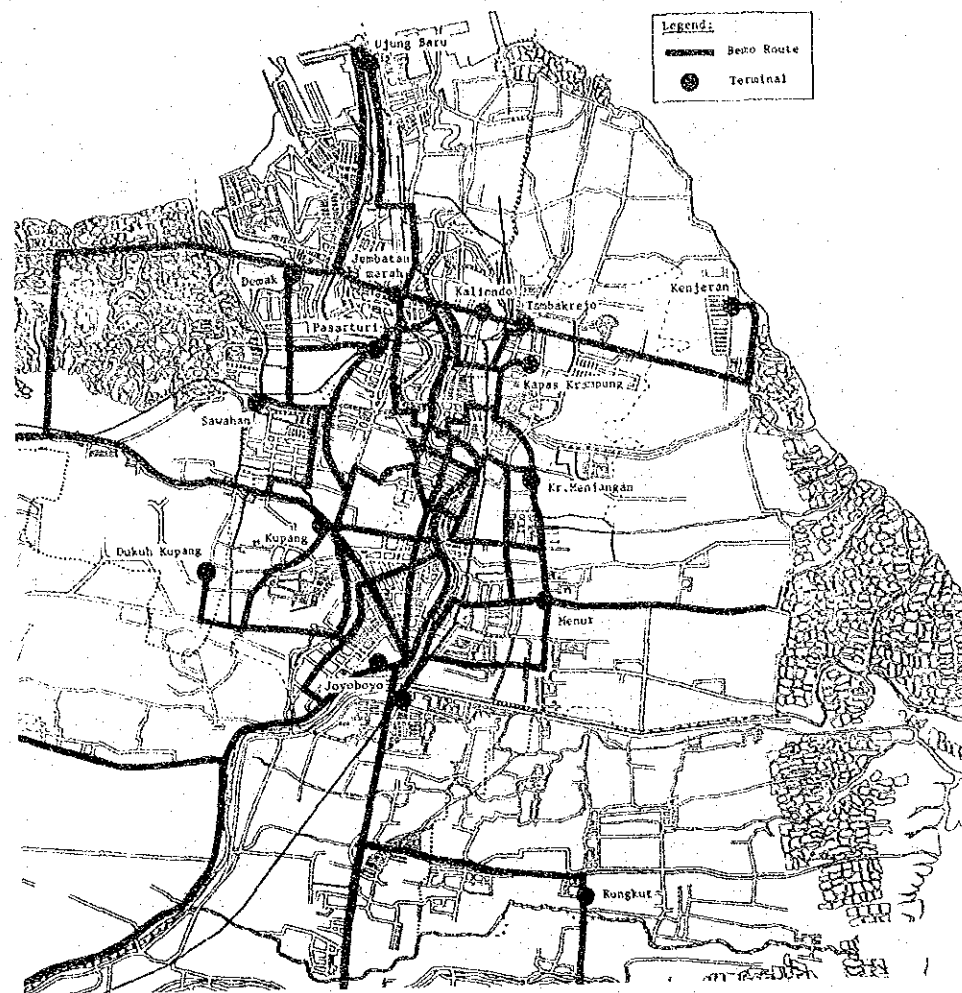 Legend:
Bemo Route
Terminal
Ujung Baru
Jembatan
merah
Demak
Kaliondo
Tambakrejo
Kenjeran
Pasarturi
Kapas Krampung
Sawahan
Kr.Menjangan
Kupang
Dukuh Kupang
Menur
Joyoboyo
Rungkut